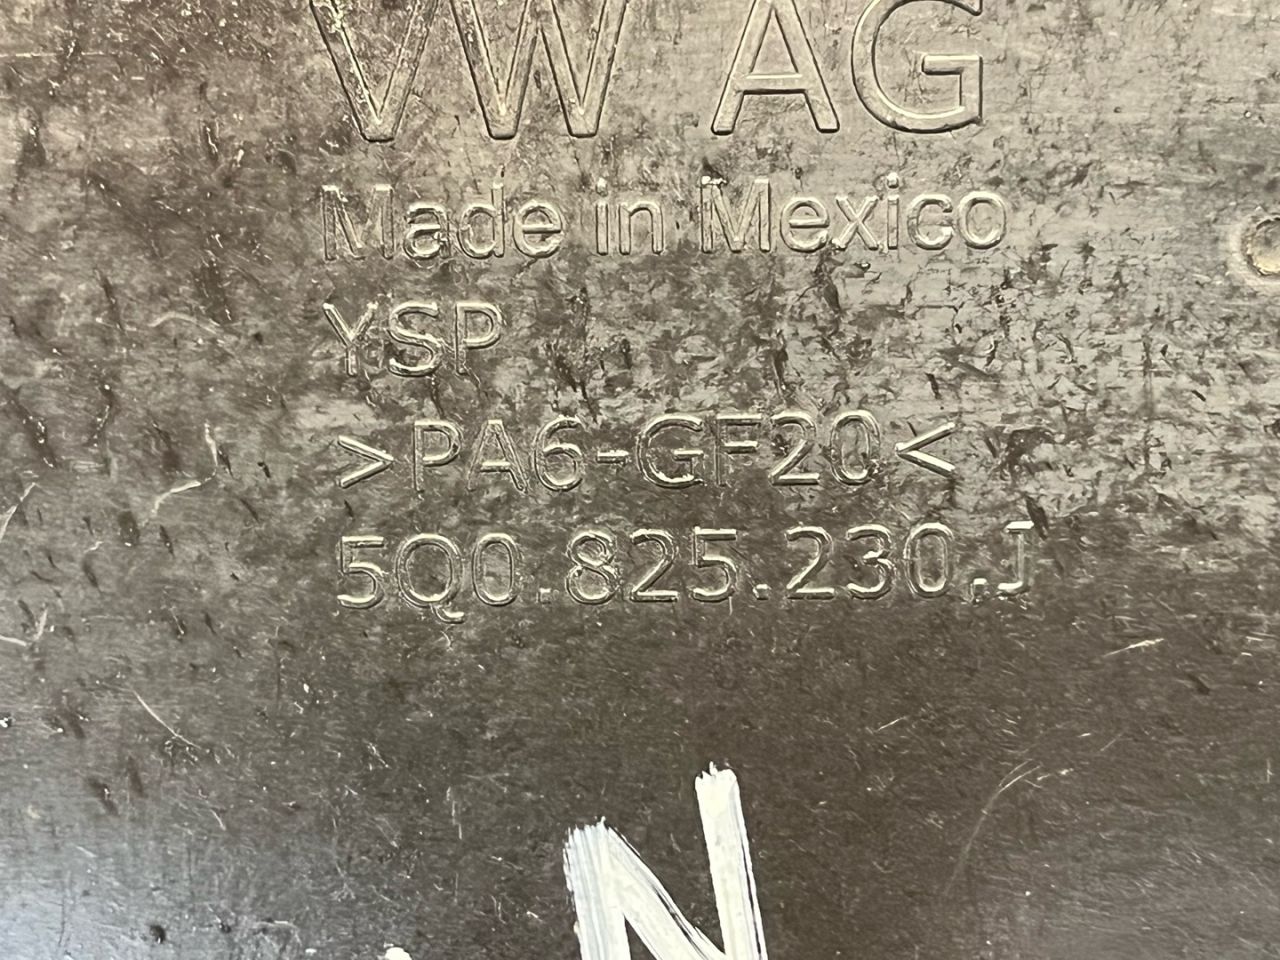 VW AG
Made in Mexico
YSP
>PA6-GF20<
5Q0.825.230.J
N